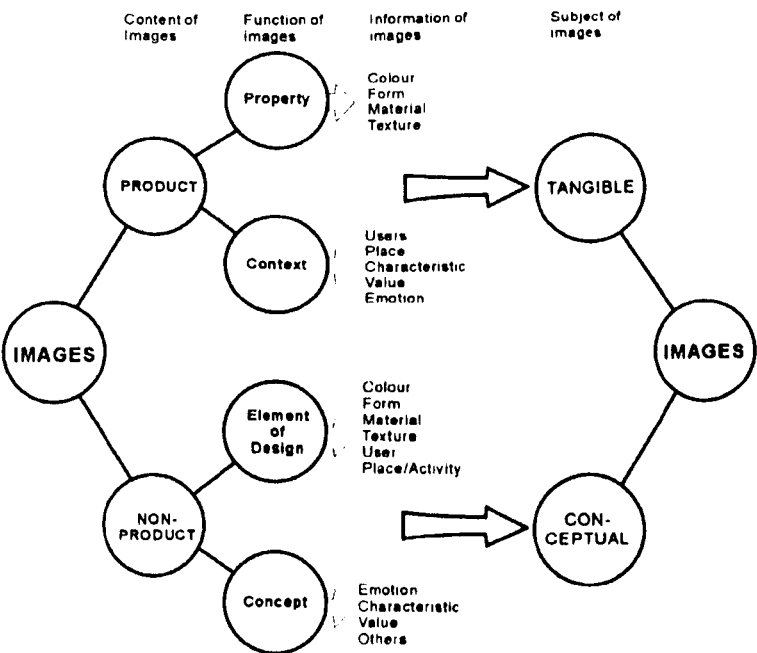 Content of
Images
Function of
Images
Information of
images
Subject of
images
Property
Colour
Form
Material
Texture
PRODUCT
TANGIBLE
Context
Users
Place
Characteristic
Value
Emotion
IMAGES
IMAGES
Element
of
Design
Colour
Form
Material
Texture
User
Place/Activity
NON-
PRODUCT
CON-
CEPTUAL
Concept
Emotion
Characteristic
Value
Others